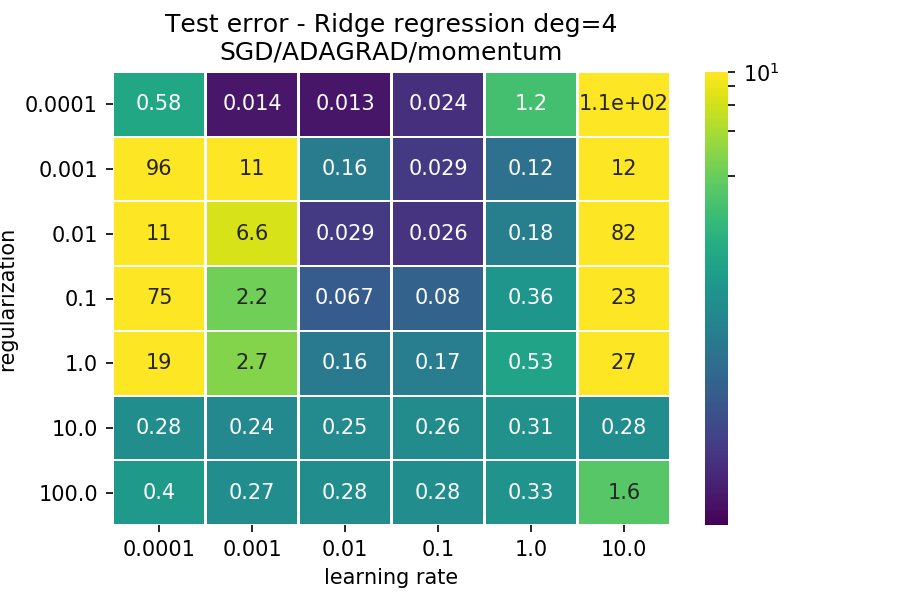 Test error - Ridge regression deg=4
SGD/ADAGRAD/momentum
regularization
0.0001 0.58 0.014 0.013 0.024 1.2 1.1e+02
0.001 96 11 0.16 0.029 0.12 12
0.01 11 6.6 0.029 0.026 0.18 82
0.1 75 2.2 0.067 0.08 0.36 23
1.0 19 2.7 0.16 0.17 0.53 27
10.0 0.28 0.24 0.25 0.26 0.31 0.28
100.0 0.4 0.27 0.28 0.28 0.33 1.6
0.0001 0.001 0.01 0.1 1.0 10.0
learning rate
10¹